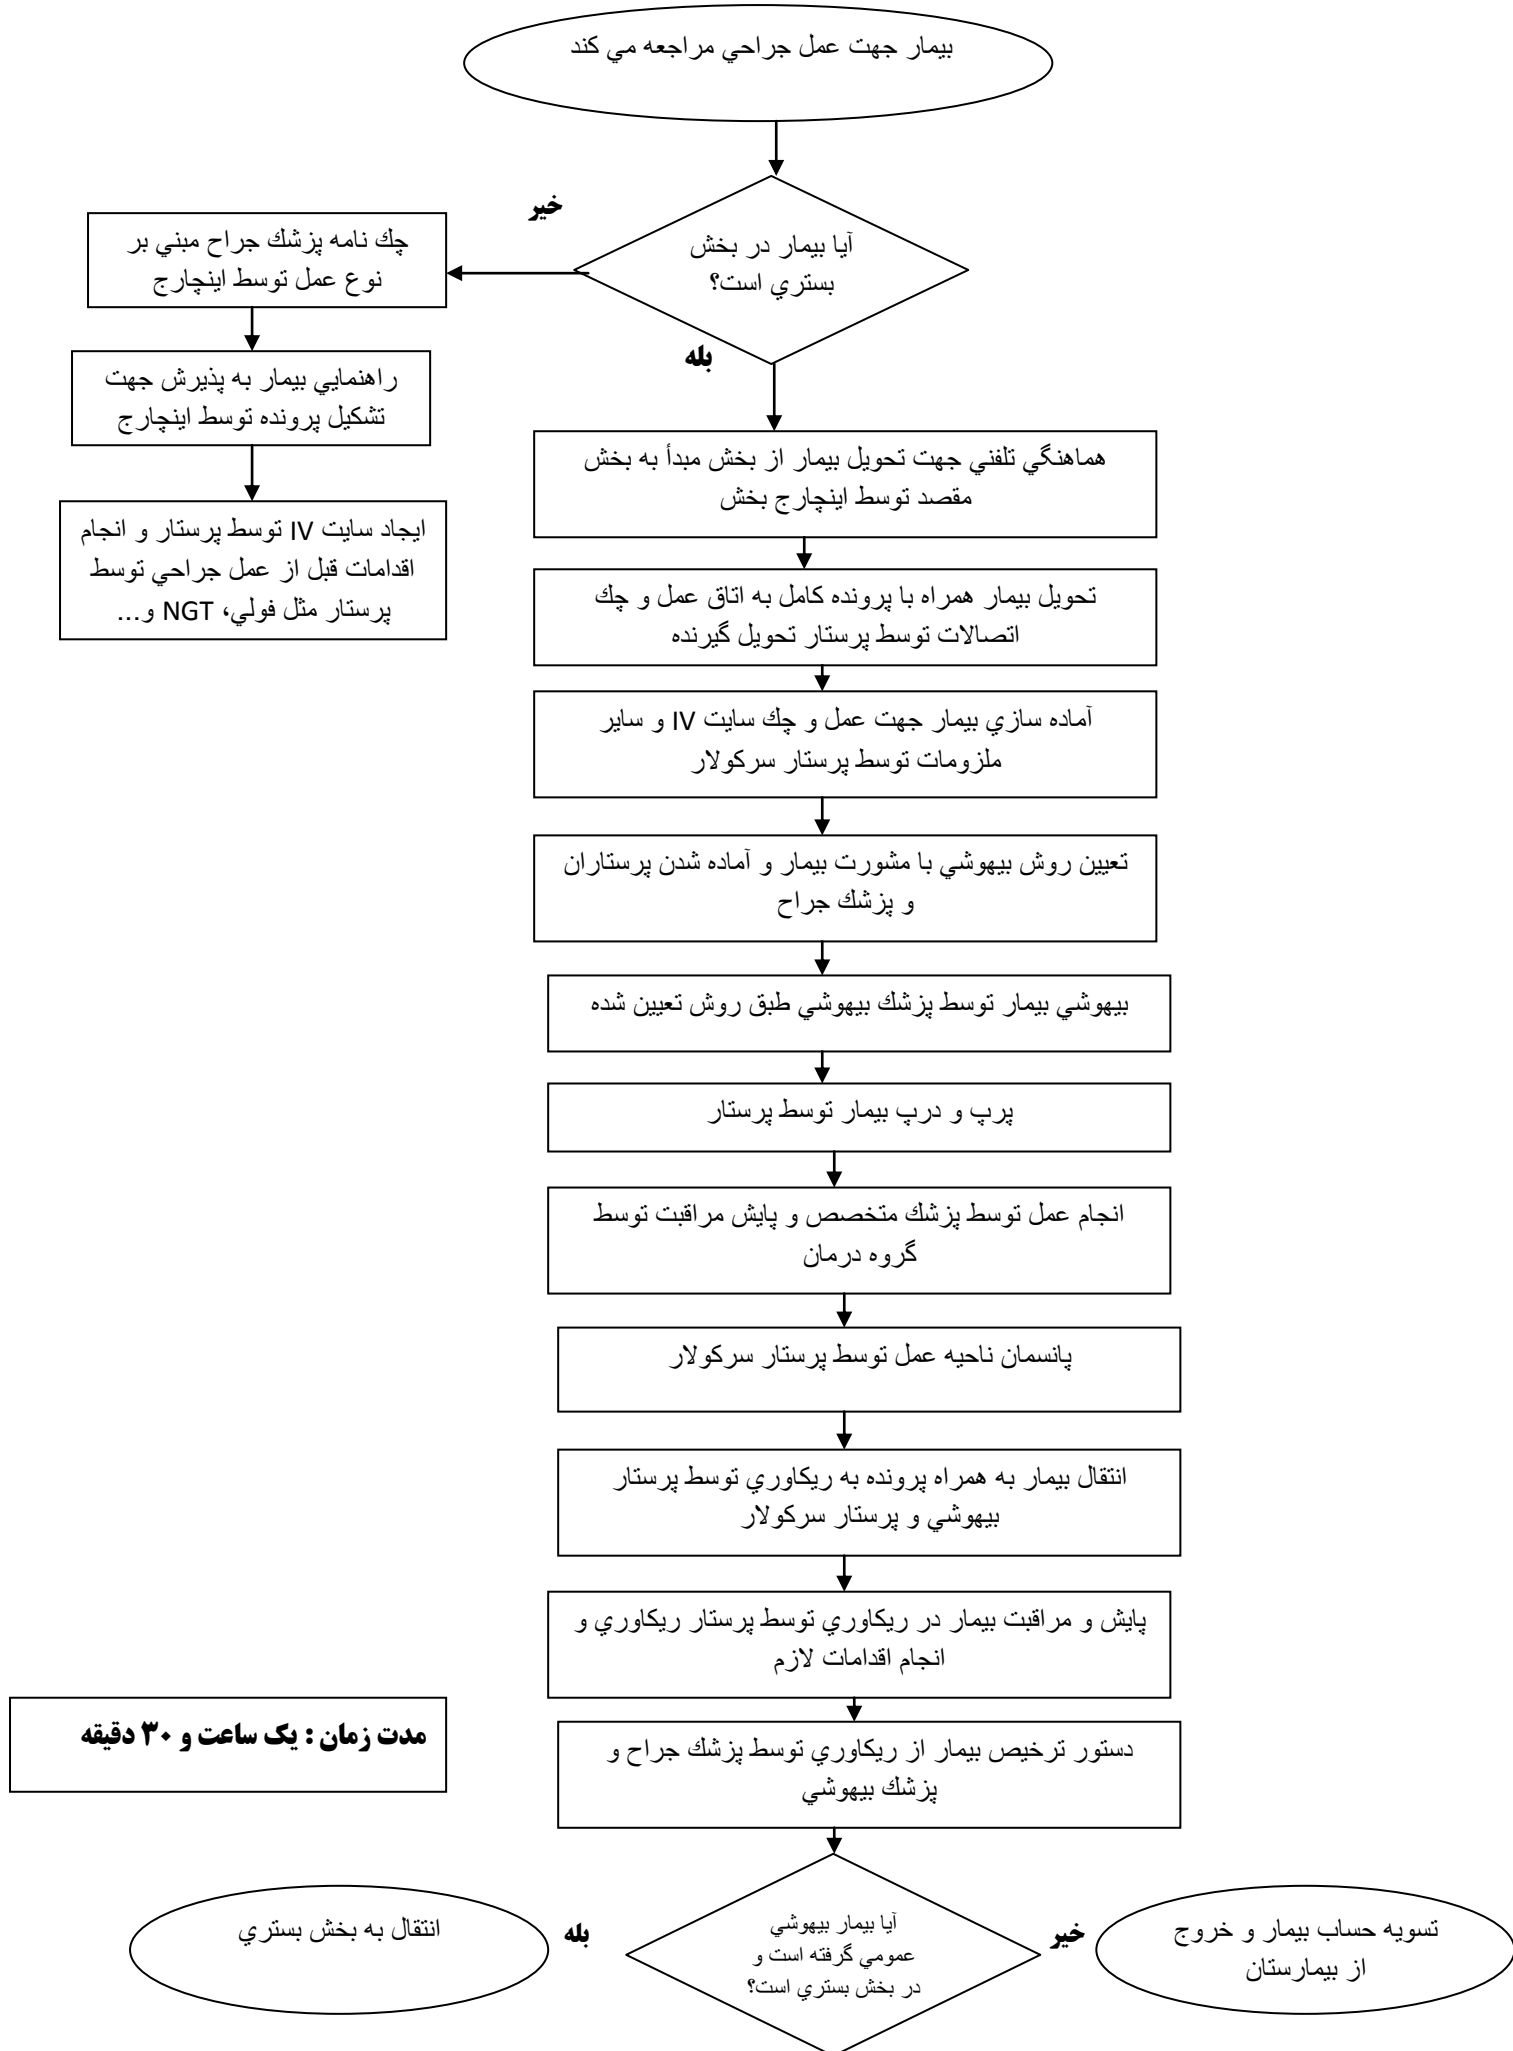 بيمار جهت عمل جراحي مراجعه مي كند
خیر
آيا بيمار در بخش
بستري است؟
بله
چك نامه پزشك جراح مبني بر
نوع عمل توسط اينچارج
راهنمايي بيمار به پذيرش جهت
تشكيل پرونده توسط اينچارج
ايجاد سايت IV توسط پرستار و انجام
اقدامات قبل از عمل جراحي توسط
پرستار مثل فولي، NGT و...
هماهنگي تلفني جهت تحويل بيمار از بخش مبدأ به بخش
مقصد توسط اينچارج بخش
تحويل بيمار همراه با پرونده كامل به اتاق عمل و چك
اتصالات توسط پرستار تحويل گيرنده
آماده سازي بيمار جهت عمل و چك سايت IV و ساير
ملزومات توسط پرستار سركولار
تعيين روش بيهوشي با مشورت بيمار و آماده شدن پرستاران
و پزشك جراح
بيهوشي بيمار توسط پزشك بيهوشي طبق روش تعيين شده
پرپ و درپ بيمار توسط پرستار
انجام عمل توسط پزشك متخصص و پايش مراقبت توسط
گروه درمان
پانسمان ناحيه عمل توسط پرستار سركولار
انتقال بيمار به همراه پرونده به ريكاوري توسط پرستار
بيهوشي و پرستار سركولار
پايش و مراقبت بيمار در ريكاوري توسط پرستار ريكاوري و
انجام اقدامات لازم
دستور ترخيص بيمار از ريكاوري توسط پزشك جراح و
پزشك بيهوشي
مدت زمان : یک ساعت و ۳۰ دقیقه
آيا بيمار بيهوشي
عمومي گرفته است و
در بخش بستري است؟
خیر
تسويه حساب بيمار و خروج
از بيمارستان
بله
انتقال به بخش بستري